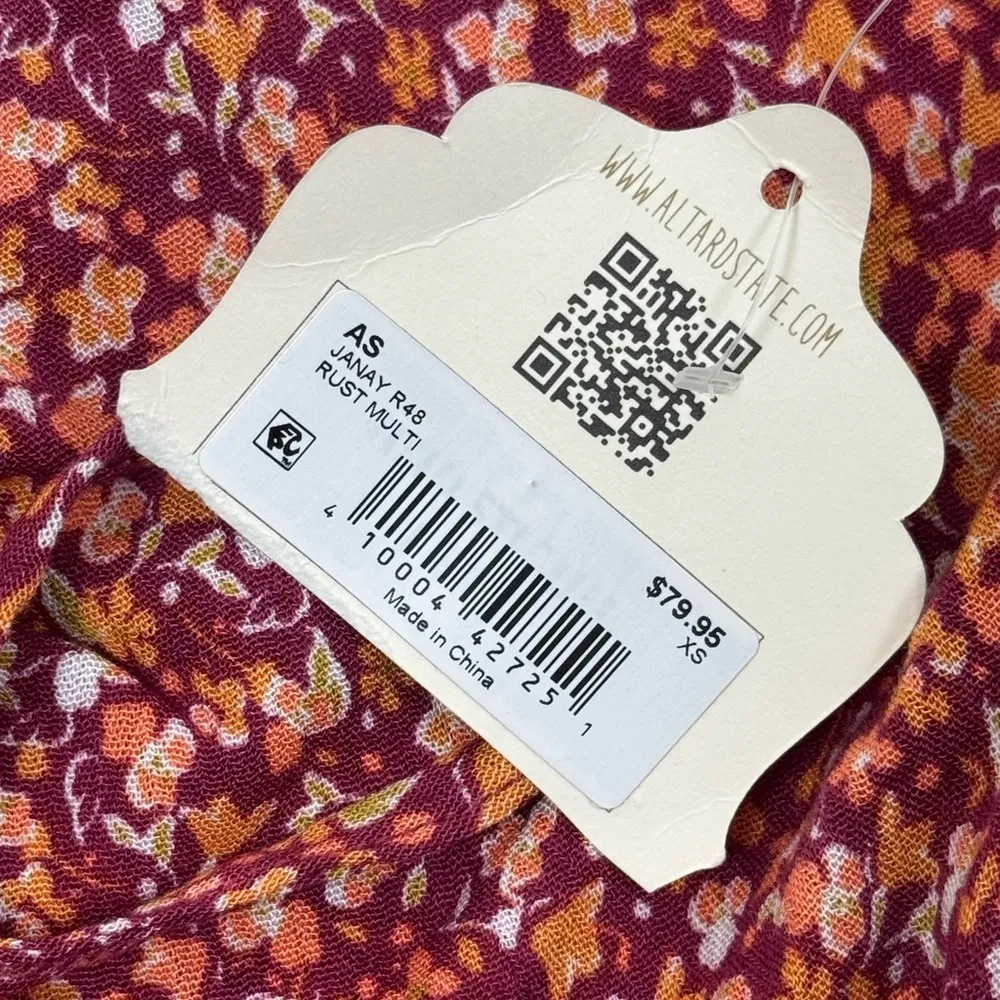 WWW.ALTARDSTATE.COM
AS
JANAY R48
RUST MULTI
4 10004 42725 1
Made in China
$79.95
XS